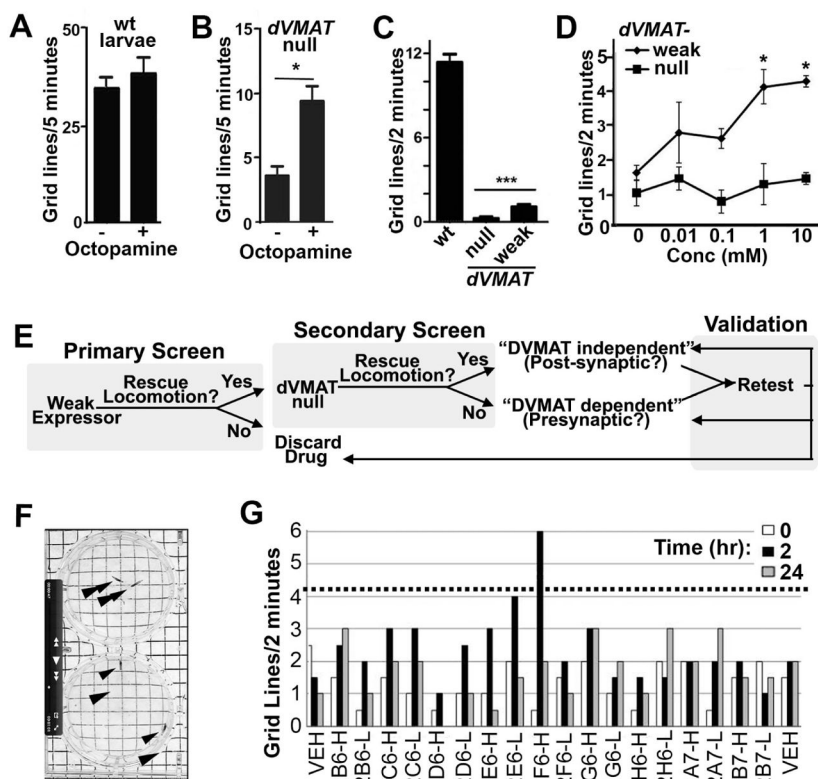 A
wt
larvae
Grid lines/5 minutes
50
25
0
- +
Octopamine
B
dVMAT
null
Grid lines/5 minutes
15
10
5
0
*
- +
Octopamine
C
Grid lines/2 minutes
12
9
6
3
0
***
wt
null
weak
dVMAT
D
dVMAT-
weak
null
Grid lines/2 minutes
5
4
3
2
1
0
* *
0 0.01 0.1 1 10
Conc (mM)
E
Primary Screen
Secondary Screen
Validation
Weak
Expressor
Rescue
Locomotion?
Yes
No
dVMAT
null
Rescue
Locomotion?
Yes
No
"DVMAT independent"
(Post-synaptic?)
"DVMAT dependent"
(Presynaptic?)
Retest
Discard
Drug
F
G
Grid Lines/2 minutes
6
5
4
3
2
1
0
Time (hr):
0
2
24
VEH
B6-H
B6-L
C6-H
C6-L
D6-H
D6-L
E6-H
E6-L
F6-H
F6-L
G6-H
G6-L
H6-H
H6-L
A7-H
A7-L
B7-H
B7-L
VEH